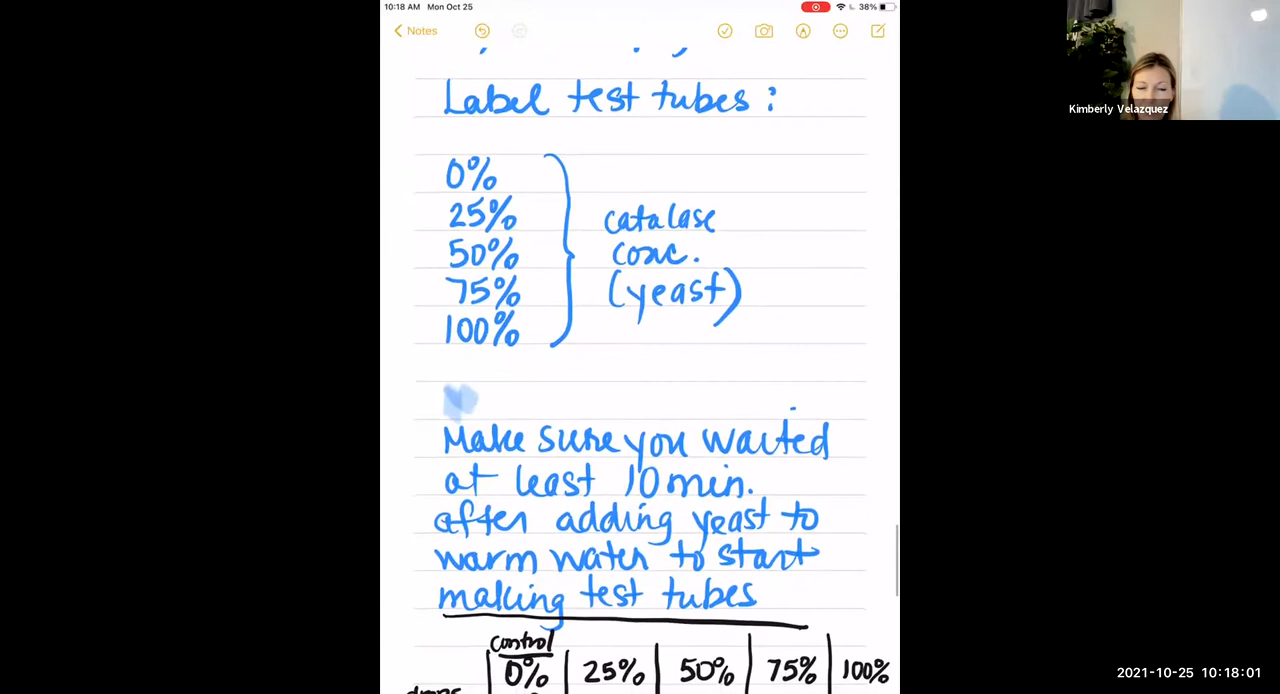 10:18 AM Mon Oct 25
38%
Notes
Label test tubes:
0%
25%
50%
75%
100%
catalase
conc.
(yeast)
Make sure you waited
at least 10 min.
after adding yeast to
warm water to start
making test tubes
control
0% 25% 50% 75% 100%
drops
Kimberly Velazquez
2021-10-25 10:18:01